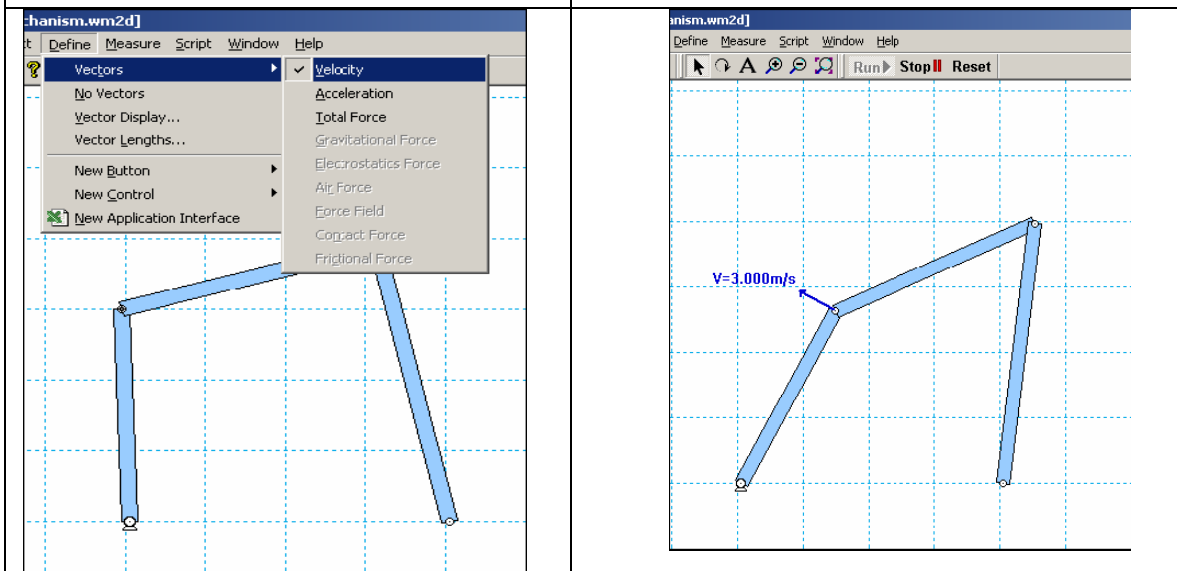 chanism.wm2d]
t Define Measure Script Window Help
Vectors
Velocity
No Vectors
Acceleration
Vector Display...
Total Force
Vector Lengths...
Gravitational Force
Electrostatics Force
New Button
Air Force
New Control
Force Field
New Application Interface
Contact Force
Frictional Force
anism.wm2d]
Define Measure Script Window Help
A Run Stop Reset
V=3.000m/s